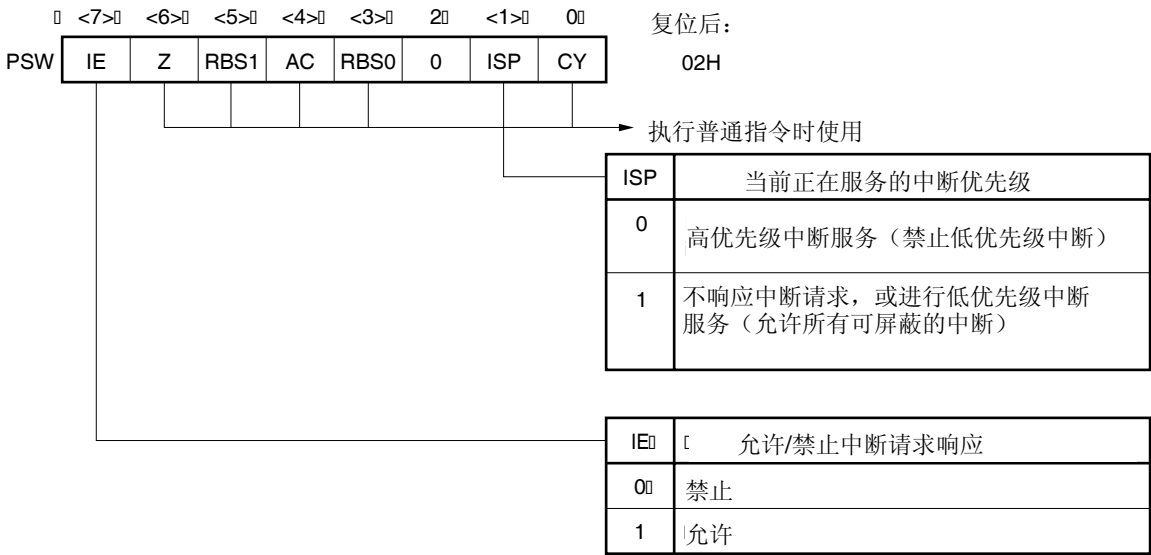 <7> <6> <5> <4> <3> 2 <1> 0 复位后：
PSW IE Z RBS1 AC RBS0 0 ISP CY 02H
执行普通指令时使用
ISP 当前正在服务的中断优先级
0 高优先级中断服务（禁止低优先级中断）
1 不响应中断请求，或进行低优先级中断
服务（允许所有可屏蔽的中断）
IE 允许/禁止中断请求响应
0 禁止
1 允许